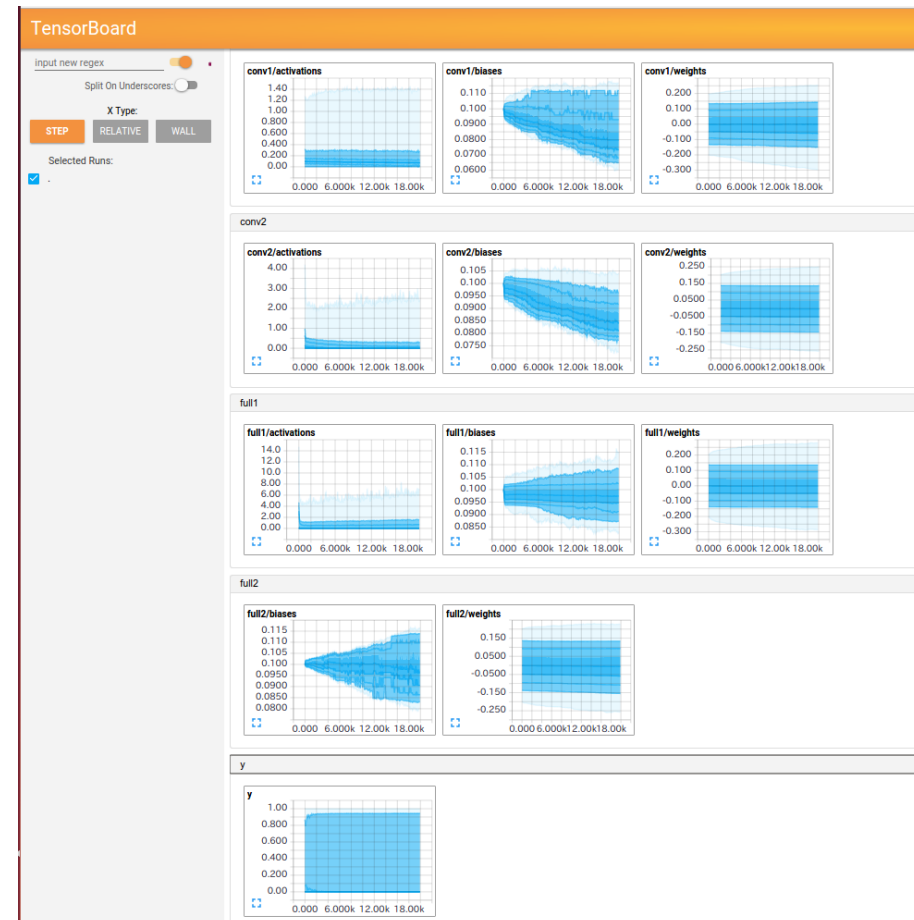 TensorBoard
input new regex
Split On Underscores:
X Type:
STEP RELATIVE WALL
Selected Runs:
.
conv1/activations
1.40
1.20
1.00
0.800
0.600
0.400
0.200
0.00
0.000 6.000k 12.00k 18.00k
conv1/biases
0.110
0.100
0.0900
0.0800
0.0700
0.0600
0.000 6.000k 12.00k 18.00k
conv1/weights
0.200
0.100
0.00
-0.100
-0.200
-0.300
0.000 6.000k 12.00k 18.00k
conv2
conv2/activations
4.00
3.00
2.00
1.00
0.00
0.000 6.000k 12.00k 18.00k
conv2/biases
0.105
0.100
0.0950
0.0900
0.0850
0.0800
0.0750
0.000 6.000k 12.00k 18.00k
conv2/weights
0.250
0.150
0.0500
-0.0500
-0.150
-0.250
0.000 6.000k12.00k18.00k
full1
full1/activations
14.0
12.0
10.0
8.00
6.00
4.00
2.00
0.00
0.000 6.000k 12.00k 18.00k
full1/biases
0.115
0.110
0.105
0.100
0.0950
0.0900
0.0850
0.000 6.000k 12.00k 18.00k
full1/weights
0.200
0.100
0.00
-0.100
-0.200
-0.300
0.000 6.000k 12.00k 18.00k
full2
full2/biases
0.115
0.110
0.105
0.100
0.0950
0.0900
0.0850
0.0800
0.000 6.000k 12.00k 18.00k
full2/weights
0.150
0.0500
-0.0500
-0.150
-0.250
0.000 6.000k12.00k18.00k
y
y
1.00
0.800
0.600
0.400
0.200
0.00
0.000 6.000k 12.00k 18.00k